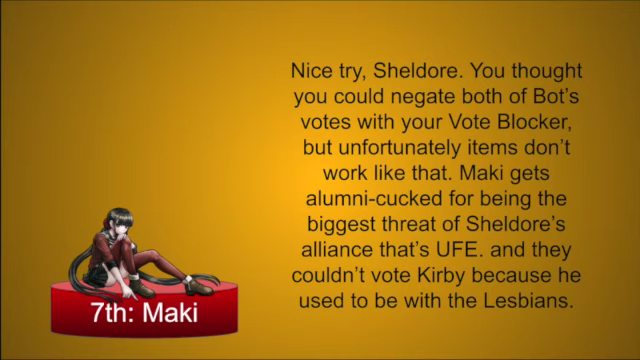 Nice try, Sheldore. You thought
you could negate both of Bot's
votes with your Vote Blocker,
but unfortunately items don't
work like that. Maki gets
alumni-cucked for being the
biggest threat of Sheldore's
alliance that's UFE. and they
couldn't vote Kirby because he
used to be with the Lesbians.
7th: Maki